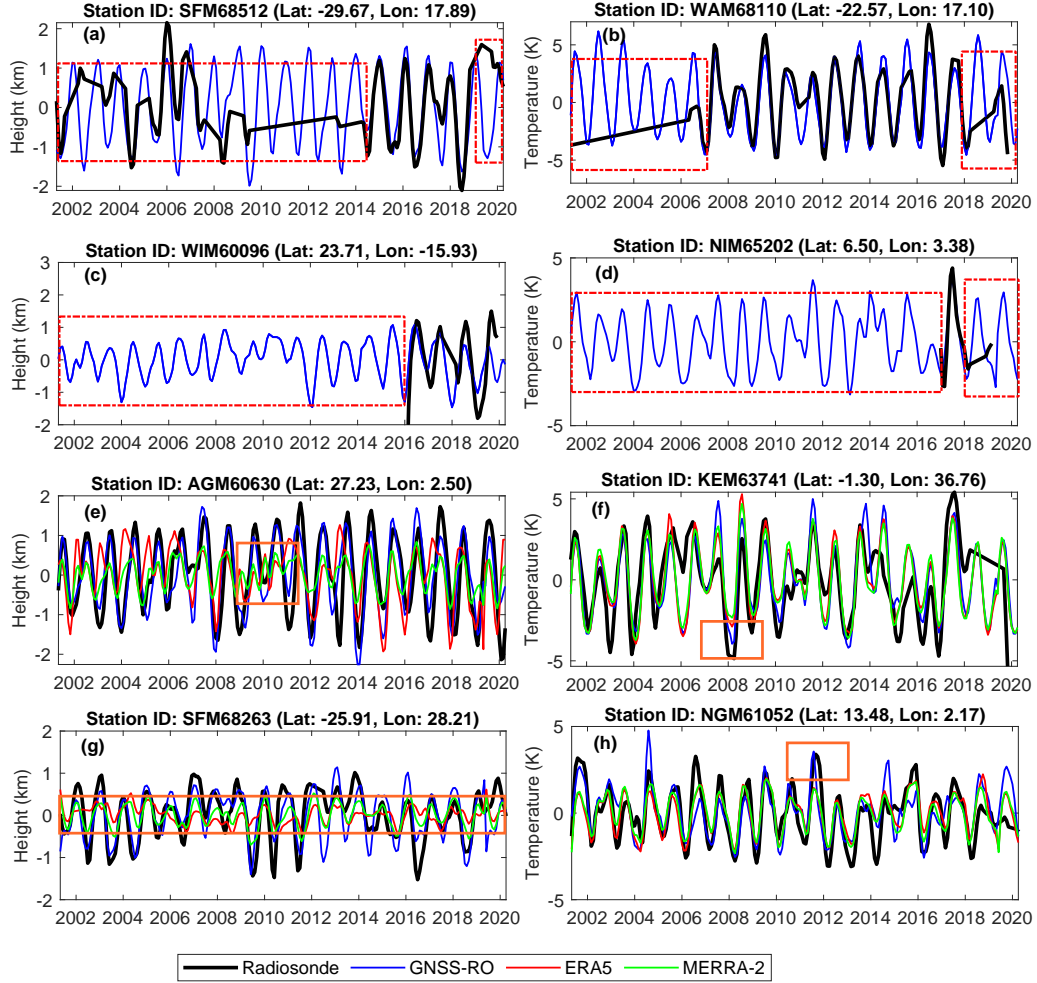 Station ID: SFM68512 (Lat: -29.67, Lon: 17.89)
(a)
Height (km)
2
1
0
-1
-2
2002 2004 2006 2008 2010 2012 2014 2016 2018 2020
Station ID: WAM68110 (Lat: -22.57, Lon: 17.10)
(b)
Temperature (K)
5
0
-5
2002 2004 2006 2008 2010 2012 2014 2016 2018 2020
Station ID: WIM60096 (Lat: 23.71, Lon: -15.93)
(c)
Height (km)
3
2
1
0
-1
-2
2002 2004 2006 2008 2010 2012 2014 2016 2018 2020
Station ID: NIM65202 (Lat: 6.50, Lon: 3.38)
(d)
Temperature (K)
5
0
-5
2002 2004 2006 2008 2010 2012 2014 2016 2018 2020
Station ID: AGM60630 (Lat: 27.23, Lon: 2.50)
(e)
Height (km)
2
1
0
-1
-2
2002 2004 2006 2008 2010 2012 2014 2016 2018 2020
Station ID: KEM63741 (Lat: -1.30, Lon: 36.76)
(f)
Temperature (K)
5
0
-5
2002 2004 2006 2008 2010 2012 2014 2016 2018 2020
Station ID: SFM68263 (Lat: -25.91, Lon: 28.21)
(g)
Height (km)
2
1
0
-1
-2
2002 2004 2006 2008 2010 2012 2014 2016 2018 2020
Station ID: NGM61052 (Lat: 13.48, Lon: 2.17)
(h)
Temperature (K)
5
0
-5
2002 2004 2006 2008 2010 2012 2014 2016 2018 2020
Radiosonde GNSS-RO ERA5 MERRA-2